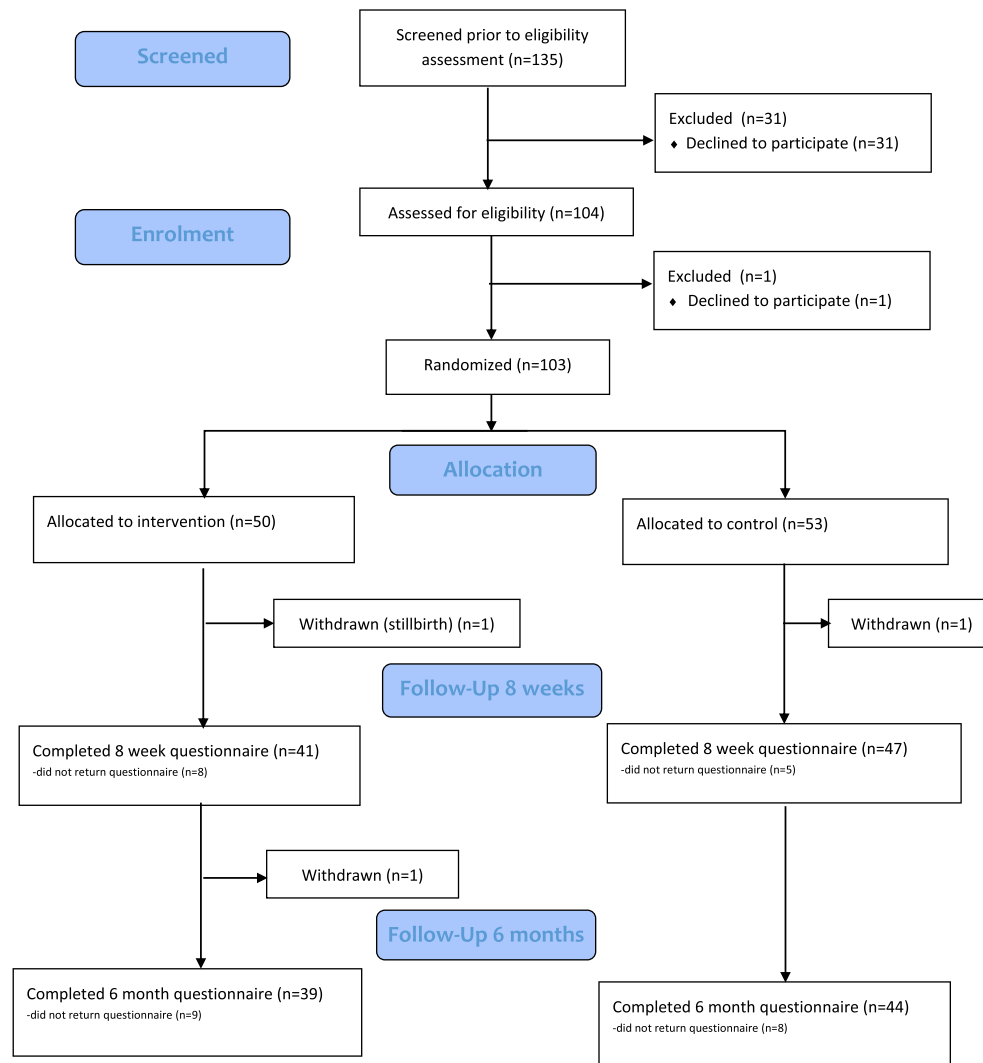 Screened
Screened prior to eligibility
assessment (n=135)
Excluded (n=31)
♦ Declined to participate (n=31)
Enrolment
Assessed for eligibility (n=104)
Excluded (n=1)
♦ Declined to participate (n=1)
Randomized (n=103)
Allocation
Allocated to intervention (n=50)
Allocated to control (n=53)
Withdrawn (stillbirth) (n=1)
Withdrawn (n=1)
Follow-Up 8 weeks
Completed 8 week questionnaire (n=41)
-did not return questionnaire (n=8)
Completed 8 week questionnaire (n=47)
-did not return questionnaire (n=5)
Withdrawn (n=1)
Follow-Up 6 months
Completed 6 month questionnaire (n=39)
-did not return questionnaire (n=9)
Completed 6 month questionnaire (n=44)
-did not return questionnaire (n=8)